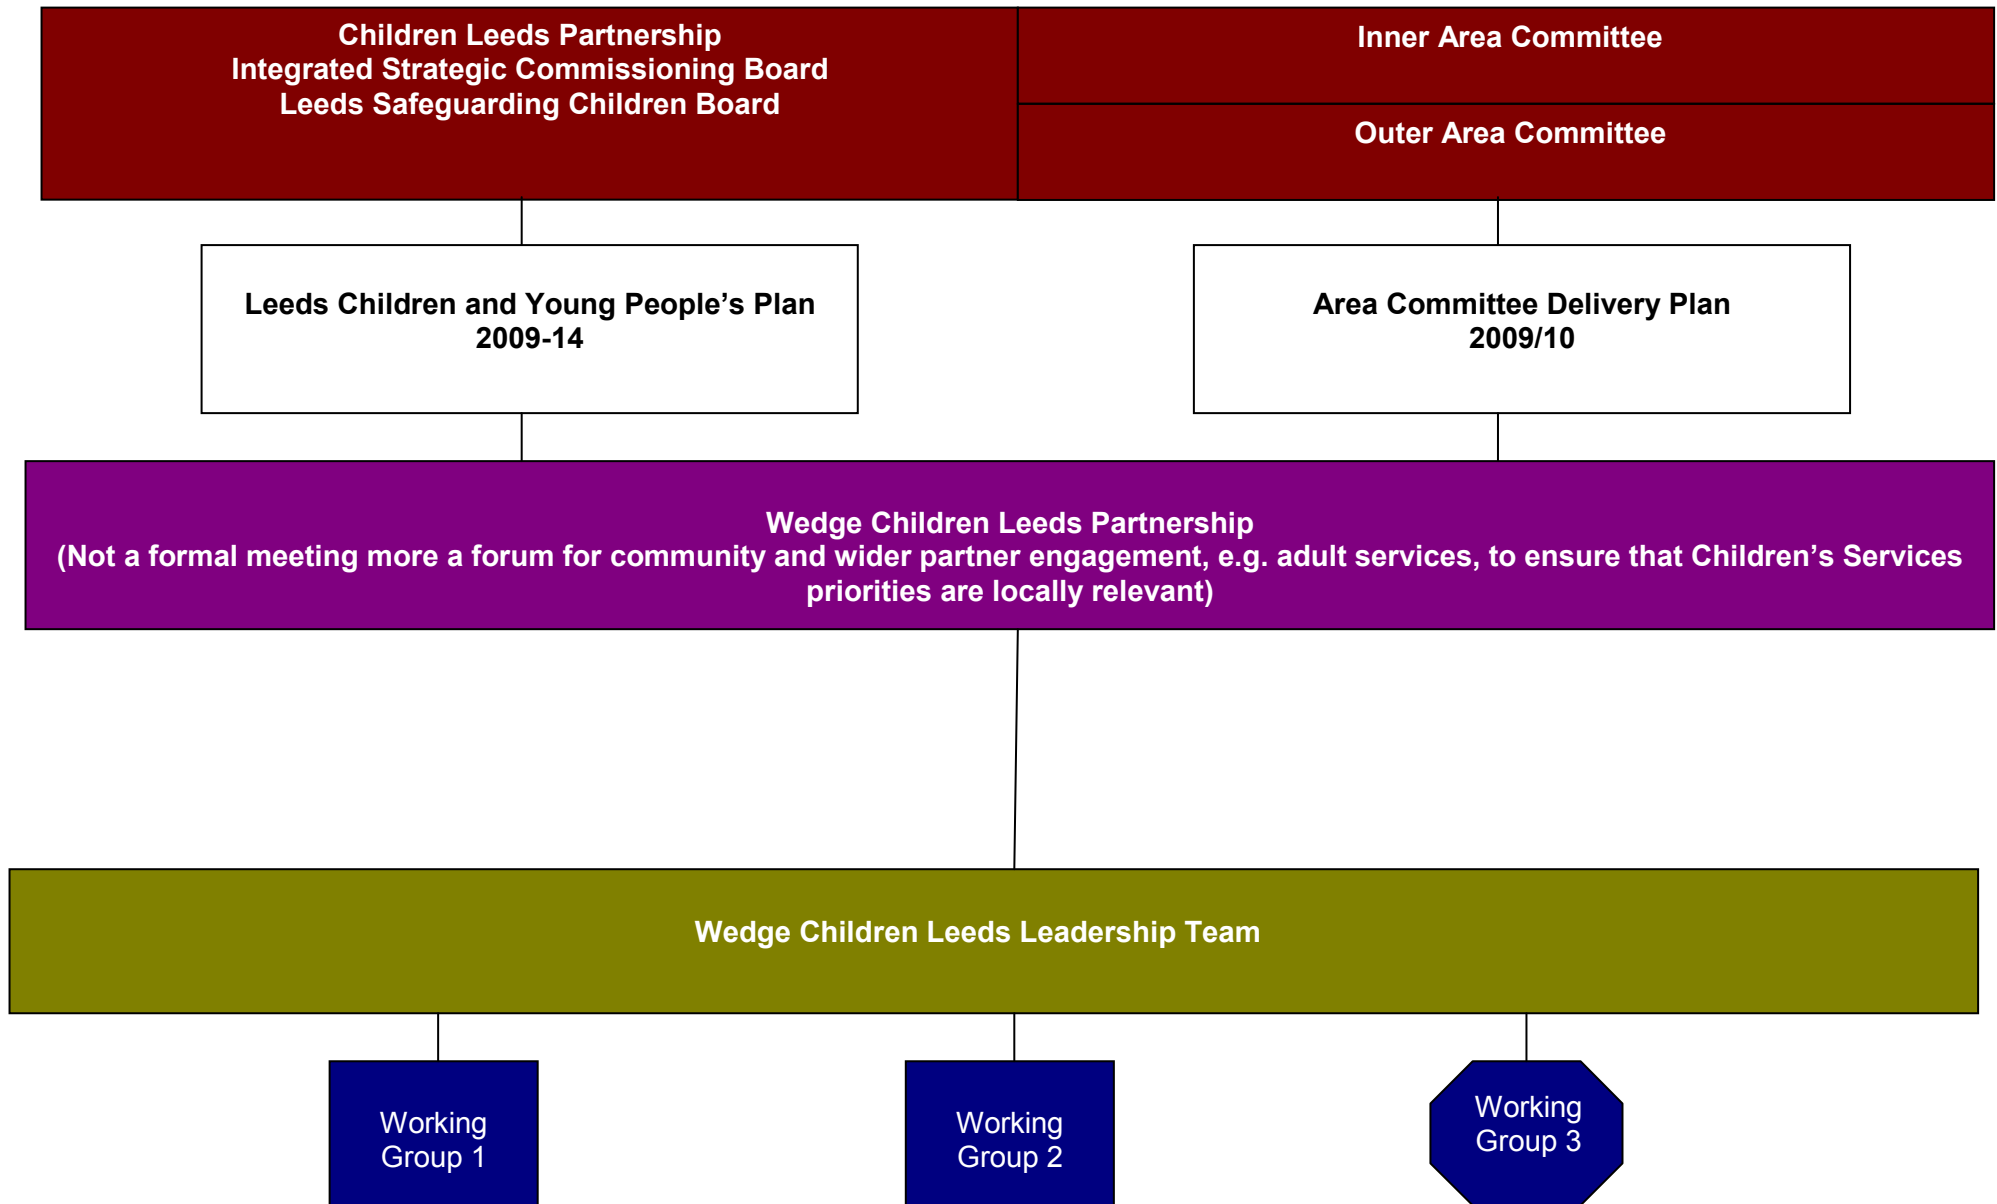 Children Leeds Partnership
Integrated Strategic Commissioning Board
Leeds Safeguarding Children Board
Inner Area Committee
Outer Area Committee
Leeds Children and Young People’s Plan
2009-14
Area Committee Delivery Plan
2009/10
Wedge Children Leeds Partnership
(Not a formal meeting more a forum for community and wider partner engagement, e.g. adult services, to ensure that Children’s Services
priorities are locally relevant)
Wedge Children Leeds Leadership Team
Working
Group 1
Working
Group 2
Working
Group 3